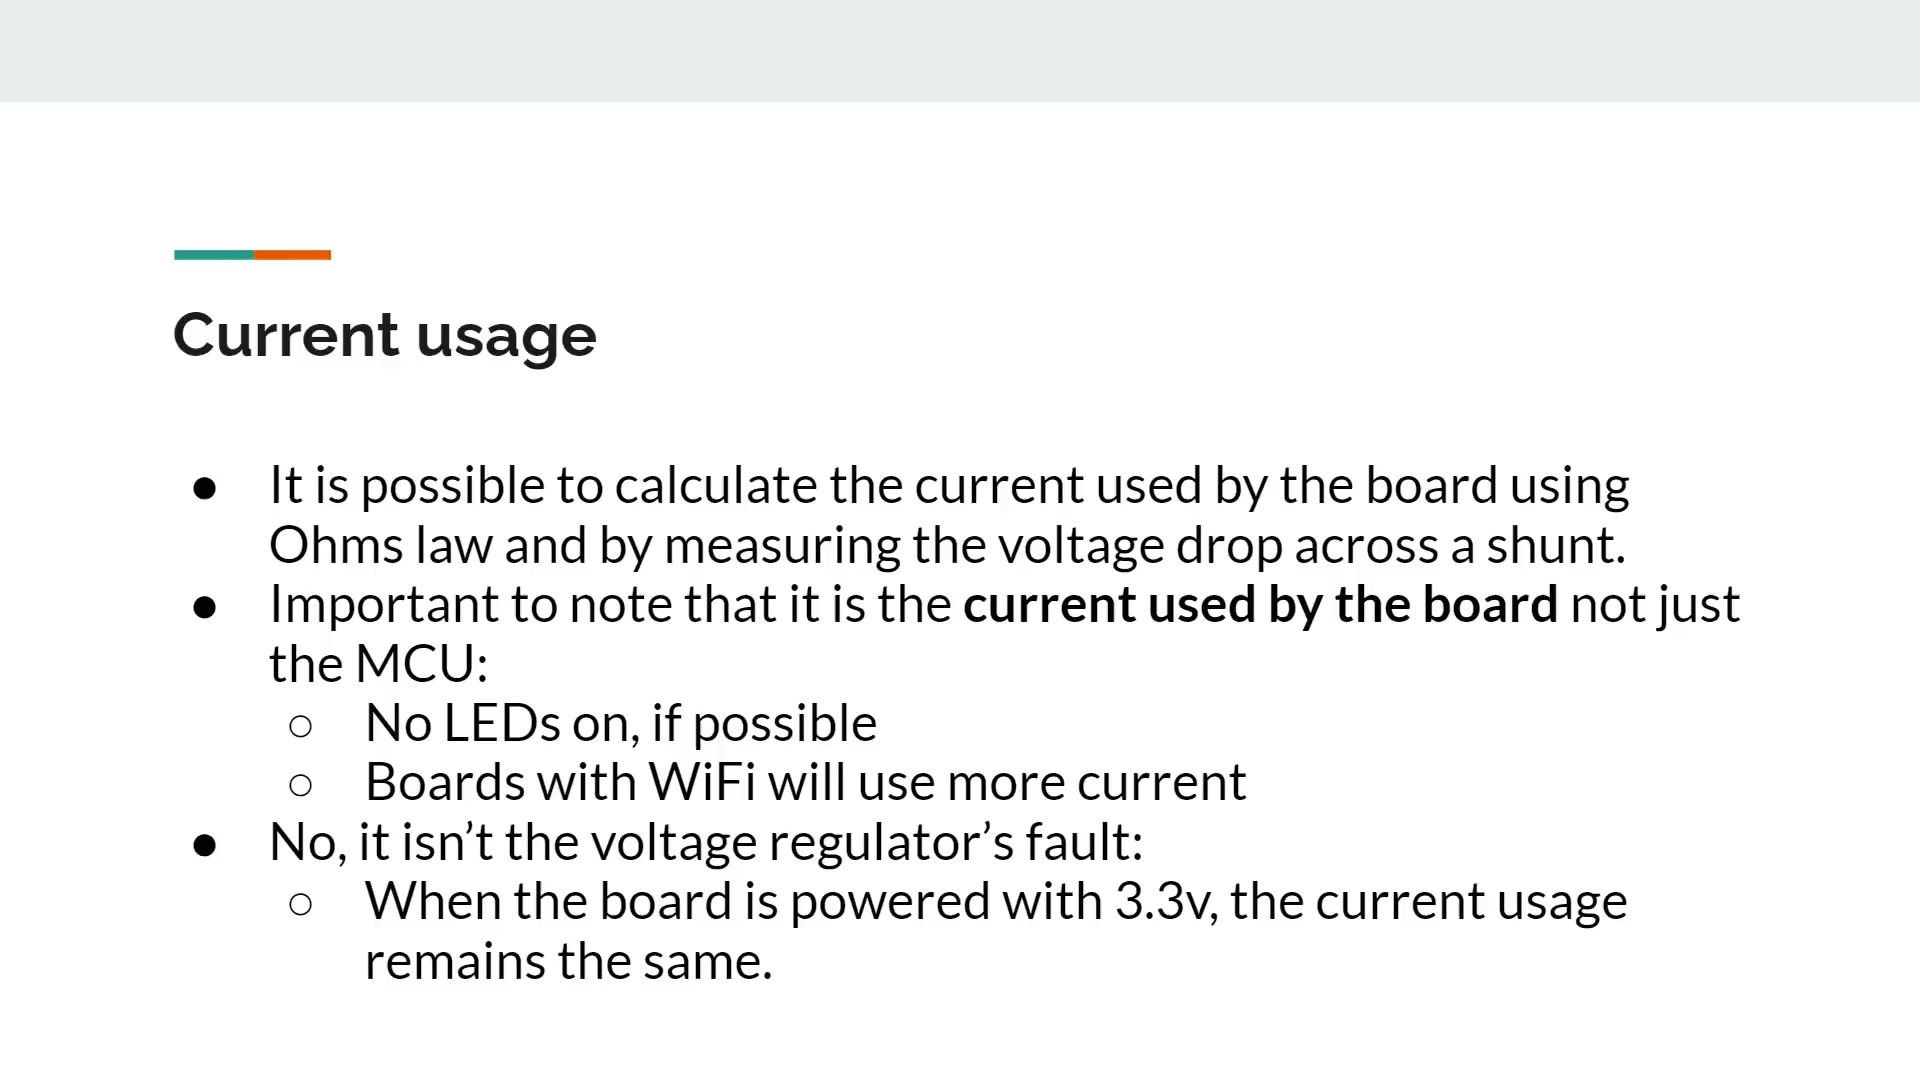 Current usage
● It is possible to calculate the current used by the board using
Ohms law and by measuring the voltage drop across a shunt.
● Important to note that it is the current used by the board not just
the MCU:
○ No LEDs on, if possible
○ Boards with WiFi will use more current
● No, it isn’t the voltage regulator’s fault:
○ When the board is powered with 3.3v, the current usage
remains the same.